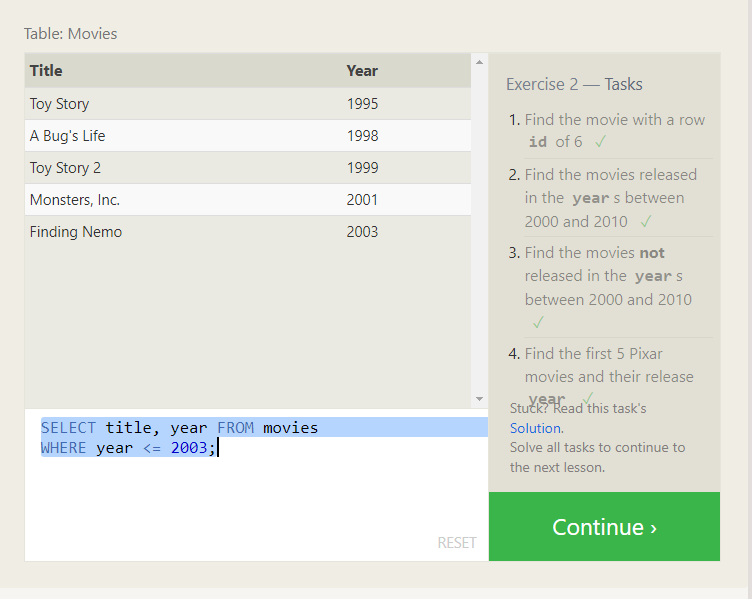 Table: Movies
Title Year
Toy Story 1995
A Bug's Life 1998
Toy Story 2 1999
Monsters, Inc. 2001
Finding Nemo 2003
SELECT title, year FROM movies
WHERE year <= 2003;
RESET
Exercise 2 — Tasks
1. Find the movie with a row
id of 6 ✓
2. Find the movies released
in the year s between
2000 and 2010 ✓
3. Find the movies not
released in the year s
between 2000 and 2010
✓
4. Find the first 5 Pixar
movies and their release
year ✓
Stuck? Read this task's
Solution.
Solve all tasks to continue to
the next lesson.
Continue ›